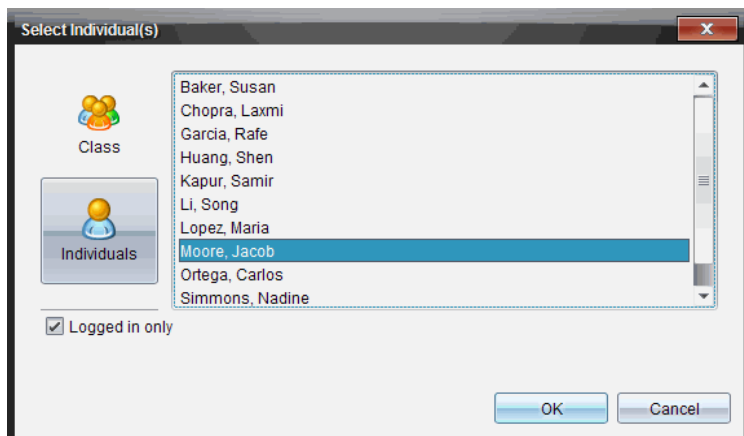 Select Individual(s)
Class
Individuals
Baker, Susan
Chopra, Laxmi
Garcia, Rafe
Huang, Shen
Kapur, Samir
Li, Song
Lopez, Maria
Moore, Jacob
Ortega, Carlos
Simmons, Nadine
Logged in only
OK
Cancel